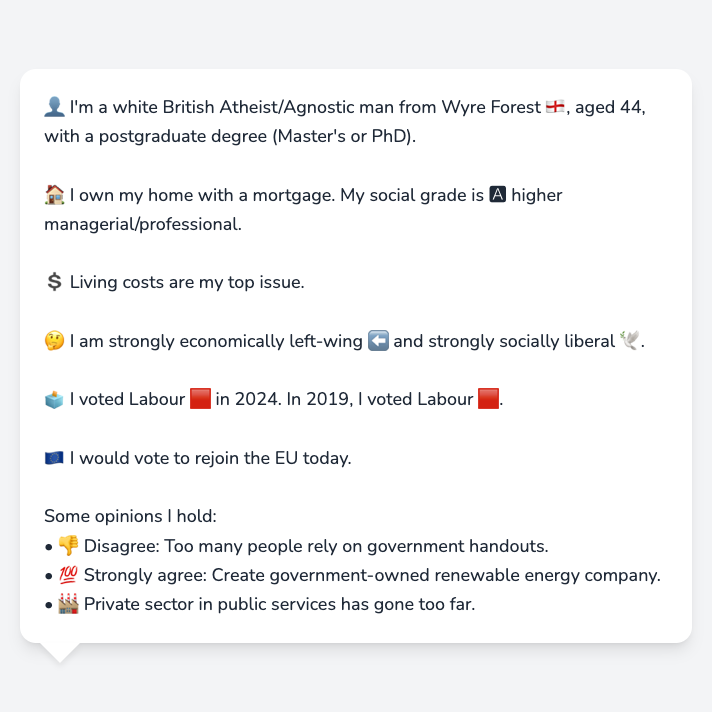 👤 I'm a white British Atheist/Agnostic man from Wyre Forest 🏴󠁧󠁢󠁥󠁮󠁧󠁿, aged 44,
with a postgraduate degree (Master's or PhD).
🏠 I own my home with a mortgage. My social grade is 🅰 higher
managerial/professional.
💲 Living costs are my top issue.
🤔 I am strongly economically left-wing ⬅️ and strongly socially liberal 🕊️.
🗳️ I voted Labour 🟥 in 2024. In 2019, I voted Labour 🟥.
🇪🇺 I would vote to rejoin the EU today.
Some opinions I hold:
• 👎 Disagree: Too many people rely on government handouts.
• 💯 Strongly agree: Create government-owned renewable energy company.
• 🏭 Private sector in public services has gone too far.